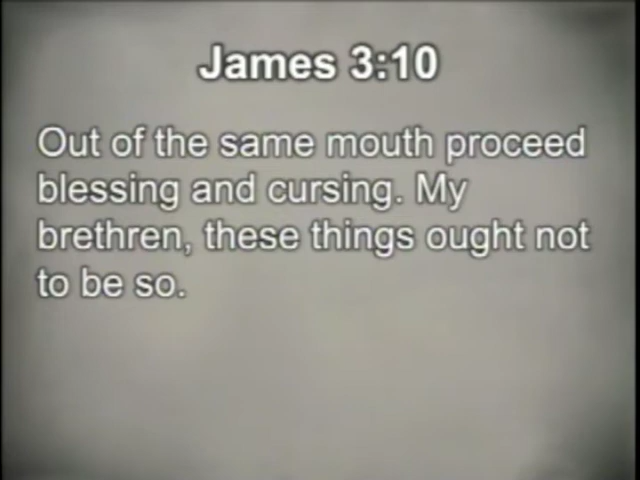 James 3:10
Out of the same mouth proceed
blessing and cursing. My
brethren, these things ought not
to be so.